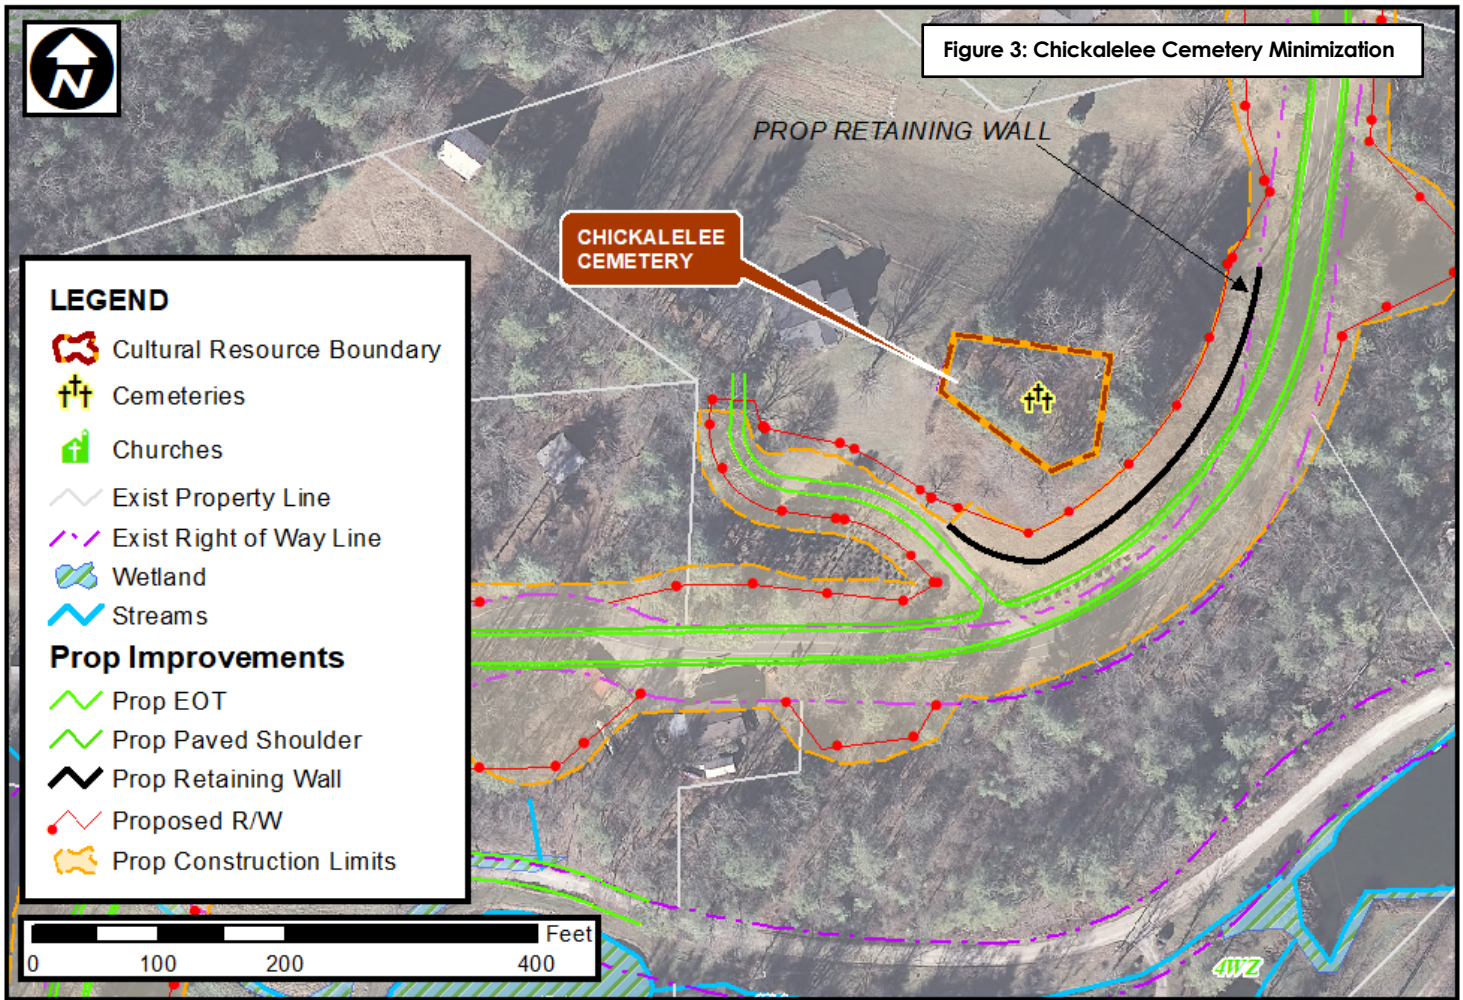 N
Figure 3: Chickalelee Cemetery Minimization
PROP RETAINING WALL
CHICKALELEE
CEMETERY
LEGEND
Cultural Resource Boundary
Cemeteries
Churches
Exist Property Line
Exist Right of Way Line
Wetland
Streams
Prop Improvements
Prop EOT
Prop Paved Shoulder
Prop Retaining Wall
Proposed R/W
Prop Construction Limits
Feet
0 100 200 400
4WZ